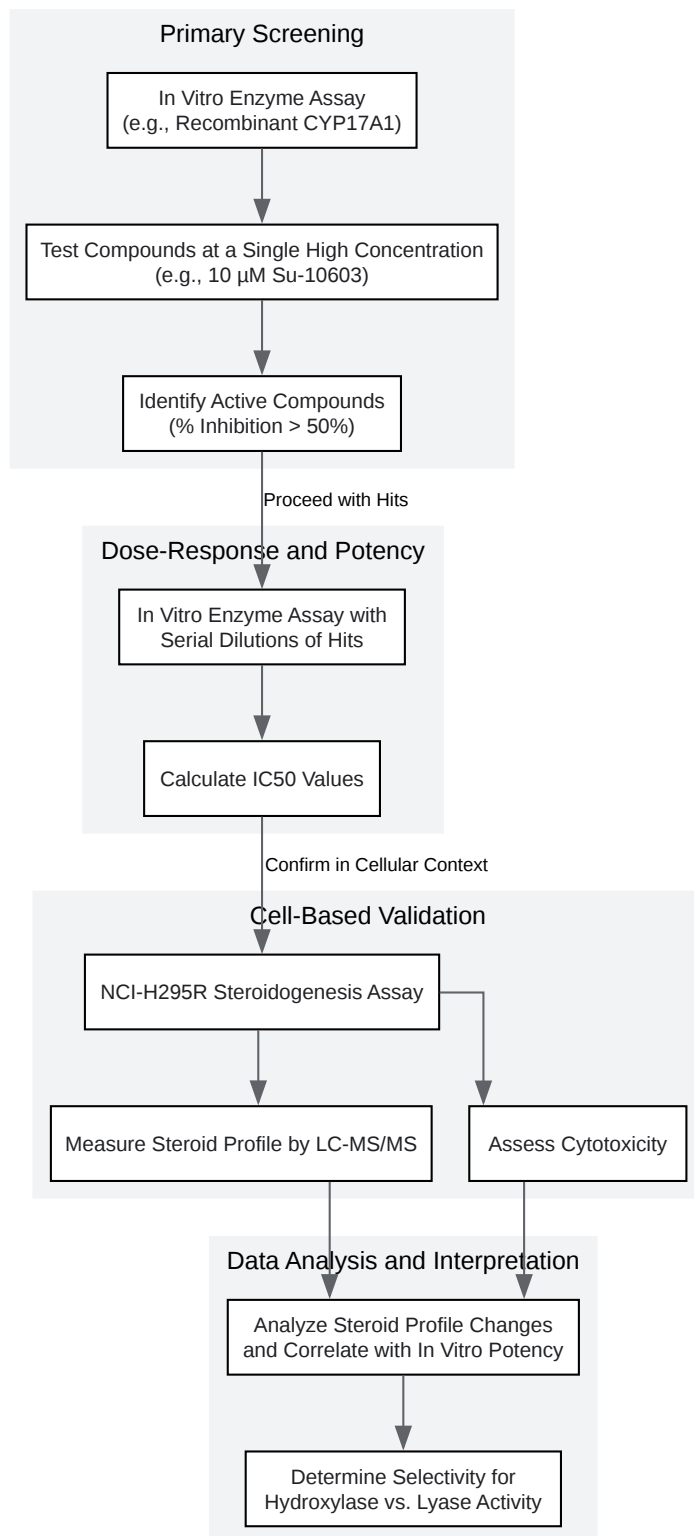 Primary Screening
In Vitro Enzyme Assay
(e.g., Recombinant CYP17A1)
Test Compounds at a Single High Concentration
(e.g., 10 µM Su-10603)
Identify Active Compounds
(% Inhibition > 50%)
Proceed with Hits
Dose-Response and Potency
In Vitro Enzyme Assay with
Serial Dilutions of Hits
Calculate IC50 Values
Confirm in Cellular Context
Cell-Based Validation
NCI-H295R Steroidogenesis Assay
Measure Steroid Profile by LC-MS/MS
Assess Cytotoxicity
Data Analysis and Interpretation
Analyze Steroid Profile Changes
and Correlate with In Vitro Potency
Determine Selectivity for
Hydroxylase vs. Lyase Activity